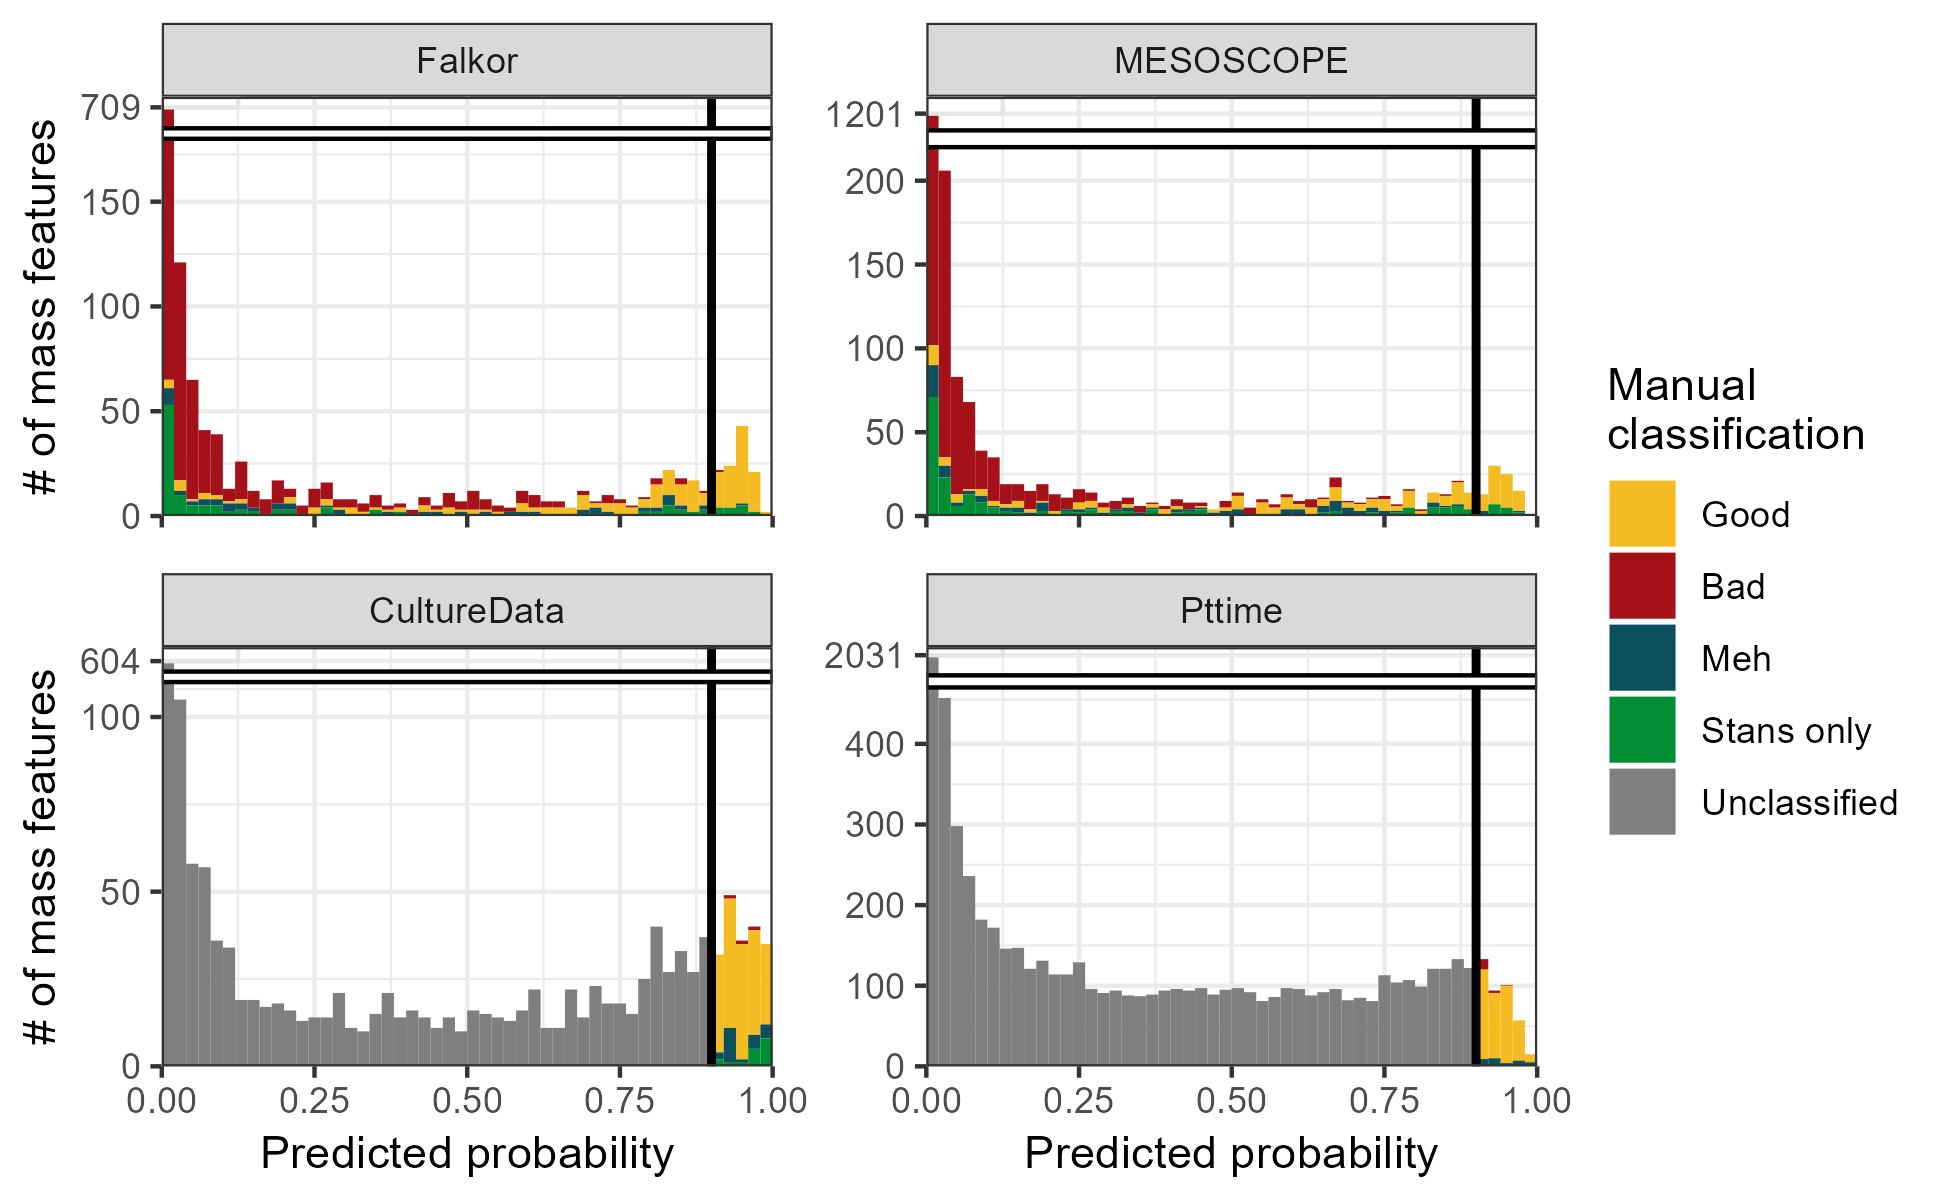 Falkor
MESOSCOPE
# of mass features
709
150
100
50
0
1201
200
150
100
50
0
CultureData
Pttime
# of mass features
604
100
50
0
2031
400
300
200
100
0
0.00 0.25 0.50 0.75 1.00
0.00 0.25 0.50 0.75 1.00
Predicted probability
Predicted probability
Manual
classification
Good
Bad
Meh
Stans only
Unclassified